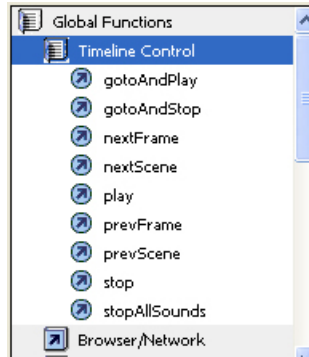 Global Functions
Timeline Control
gotoAndPlay
gotoAndStop
nextFrame
nextScene
play
prevFrame
prevScene
stop
stopAllSounds
Browser/Network